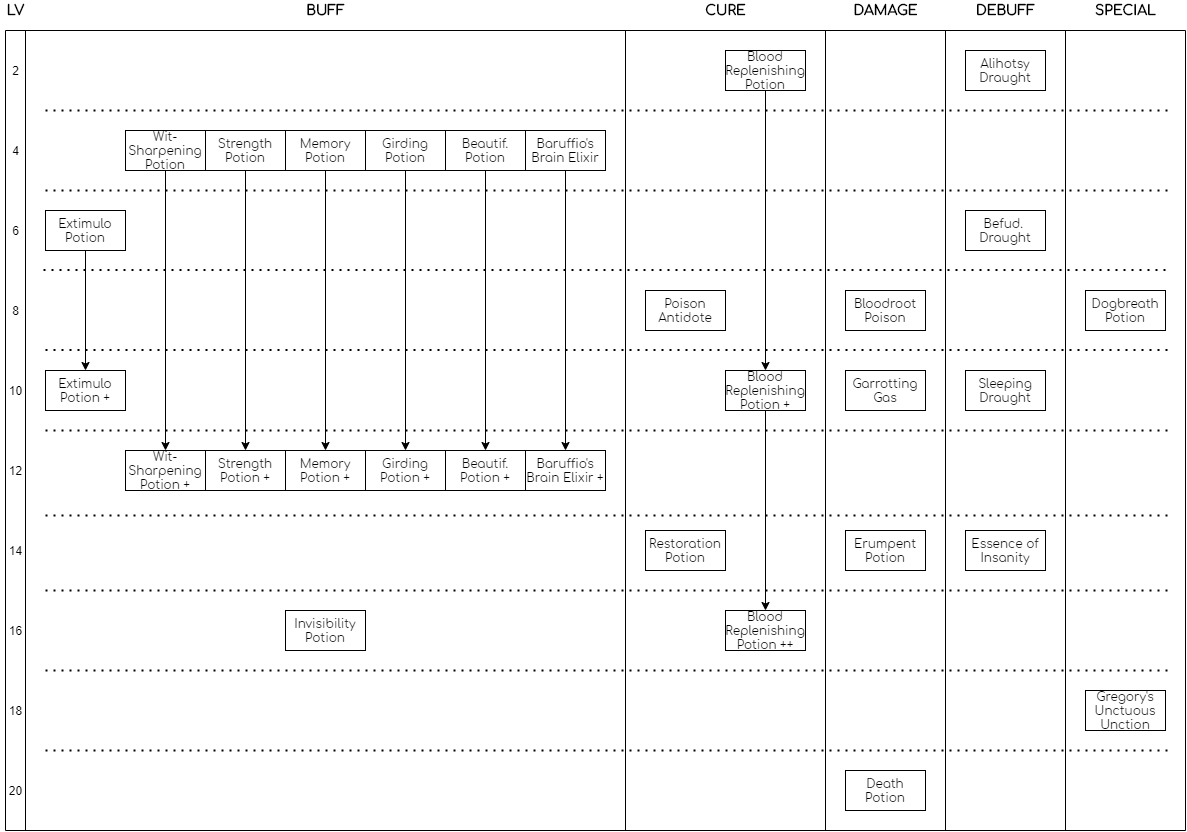 LV BUFF CURE DAMAGE DEBUFF SPECIAL
2
Blood
Replenishing
Potion
Alihotsy
Draught
4
Wit-
Sharpening
Potion
Strength
Potion
Memory
Potion
Girding
Potion
Beautif.
Potion
Baruffio's
Brain Elixir
6
Extimulo
Potion
Befud.
Draught
8
Poison
Antidote
Bloodroot
Poison
Dogbreath
Potion
10
Extimulo
Potion +
Blood
Replenishing
Potion +
Garrotting
Gas
Sleeping
Draught
12
Wit-
Sharpening
Potion +
Strength
Potion +
Memory
Potion +
Girding
Potion +
Beautif.
Potion +
Baruffio's
Brain Elixir +
14
Restoration
Potion
Erumpent
Potion
Essence of
Insanity
16
Invisibility
Potion
Blood
Replenishing
Potion ++
18
Gregory's
Unctuous
Unction
20
Death
Potion